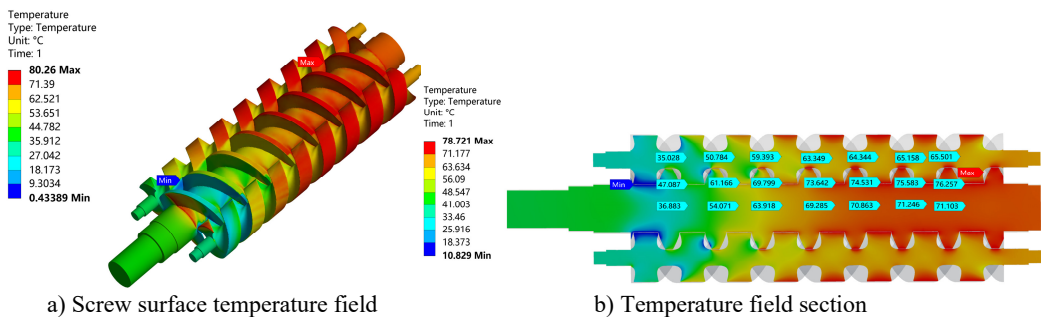 Temperature
Type: Temperature
Unit: °C
Time: 1
80.26 Max
71.39
62.521
53.651
44.782
35.912
27.042
18.173
9.3034
0.43389 Min
Max
Min
Temperature
Type: Temperature
Unit: °C
Time: 1
78.721 Max
71.177
63.634
56.09
48.547
41.003
33.46
25.916
18.373
10.829 Min
35.028 50.784 59.393 63.349 64.344 65.158 65.501
Max
Min 47.087 61.166 69.799 73.642 74.531 75.583 76.257
36.883 54.071 63.918 69.285 70.863 71.246 71.103
a) Screw surface temperature field
b) Temperature field section